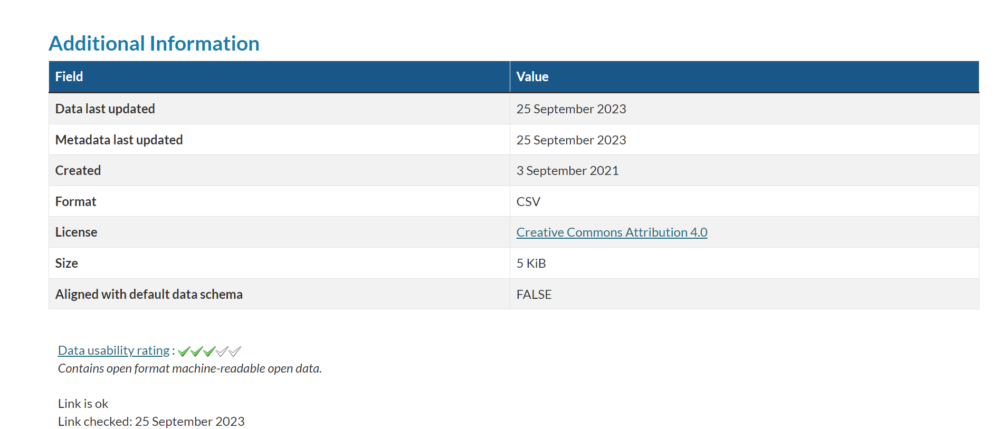 Additional Information
Field Value
Data last updated 25 September 2023
Metadata last updated 25 September 2023
Created 3 September 2021
Format CSV
License Creative Commons Attribution 4.0
Size 5 KiB
Aligned with default data schema FALSE
Data usability rating :
Contains open format machine-readable open data.
Link is ok
Link checked: 25 September 2023